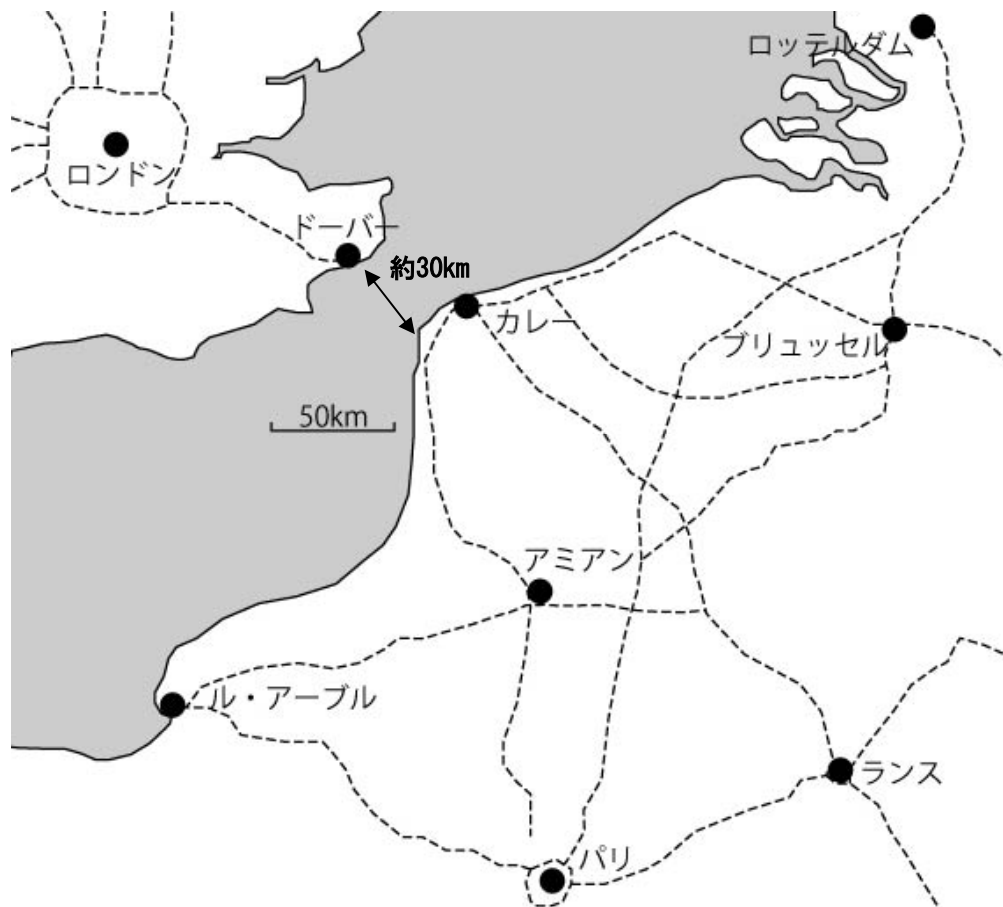 ロッテルダム
ロンドン
ドーバー
約30km
カレー
ブリュッセル
50km
アミアン
ル・アーブル
ランス
パリ